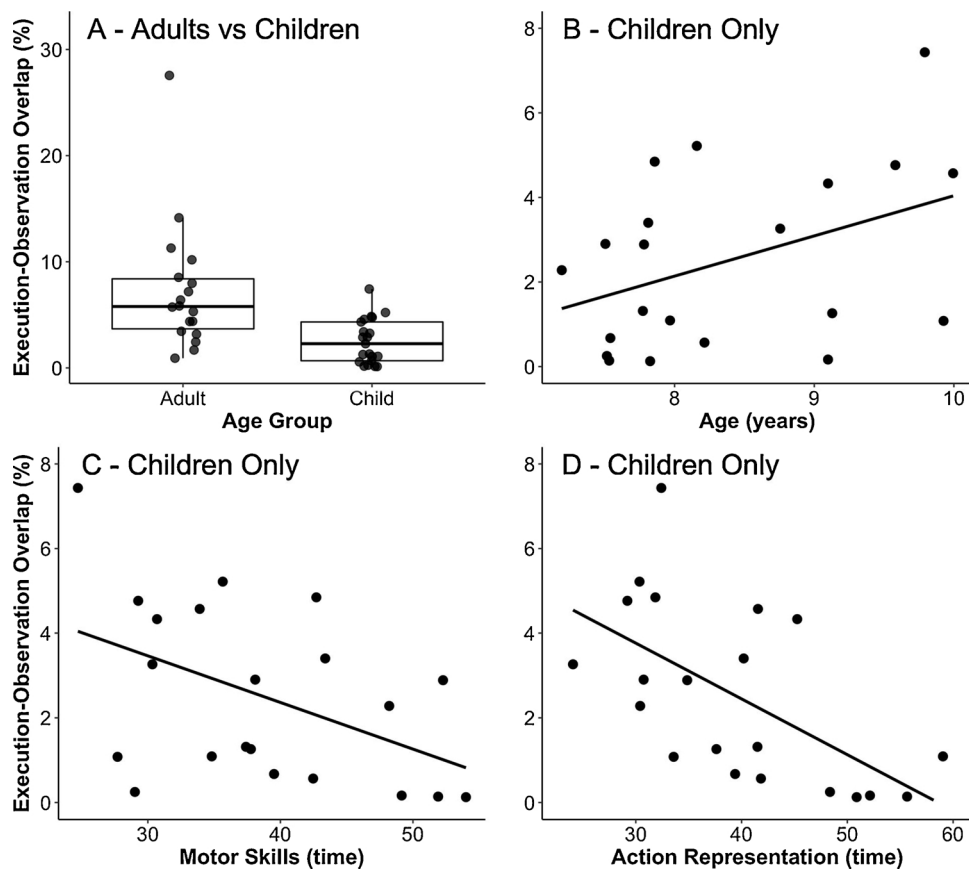 A - Adults vs Children
Execution-Observation Overlap (%)
30
20
10
0
Adult
Child
Age Group
B - Children Only
8
6
4
2
0
8
9
10
Age (years)
C - Children Only
Execution-Observation Overlap (%)
8
6
4
2
0
30
40
50
Motor Skills (time)
D - Children Only
8
6
4
2
0
30
40
50
60
Action Representation (time)